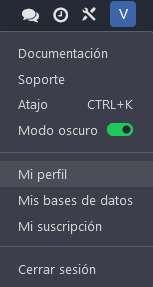 V
Documentación
Soporte
Atajo CTRL+K
Modo oscuro
Mi perfil
Mis bases de datos
Mi suscripción
Cerrar sesión